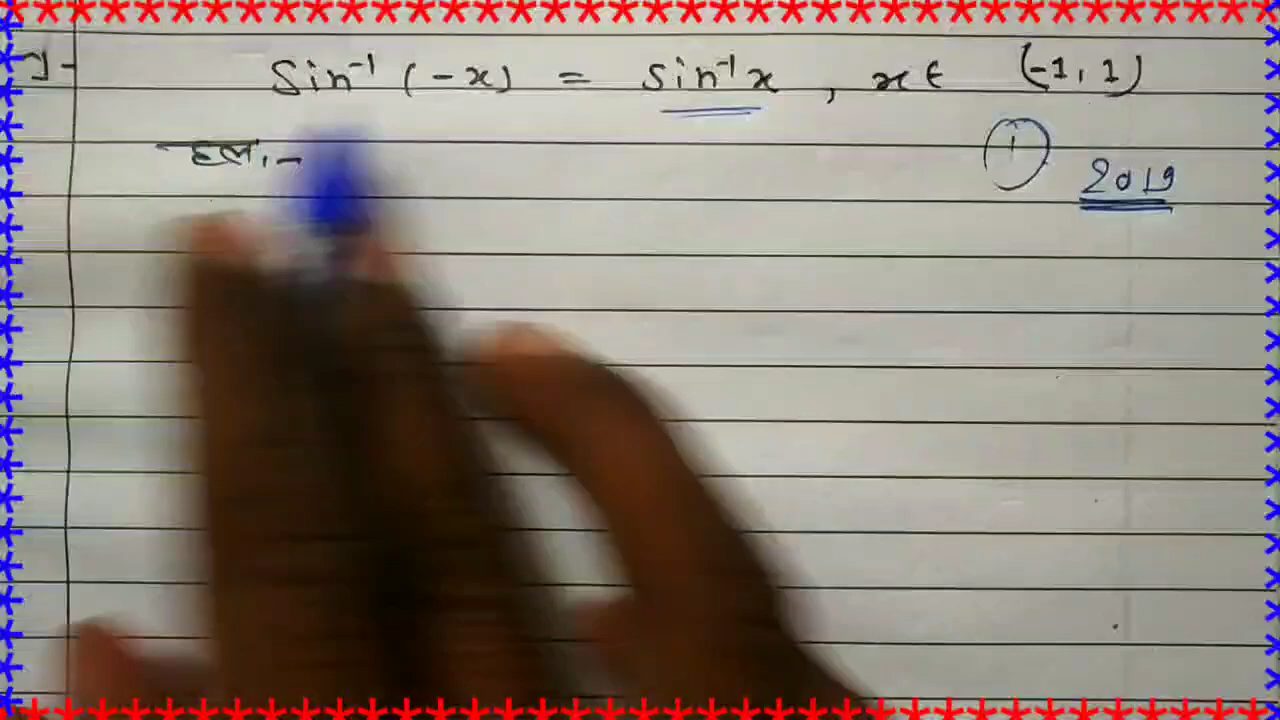 1-
Sin⁻¹ (-x) = sin⁻¹x , x ∈ (-1, 1)
हल.-
1
2019